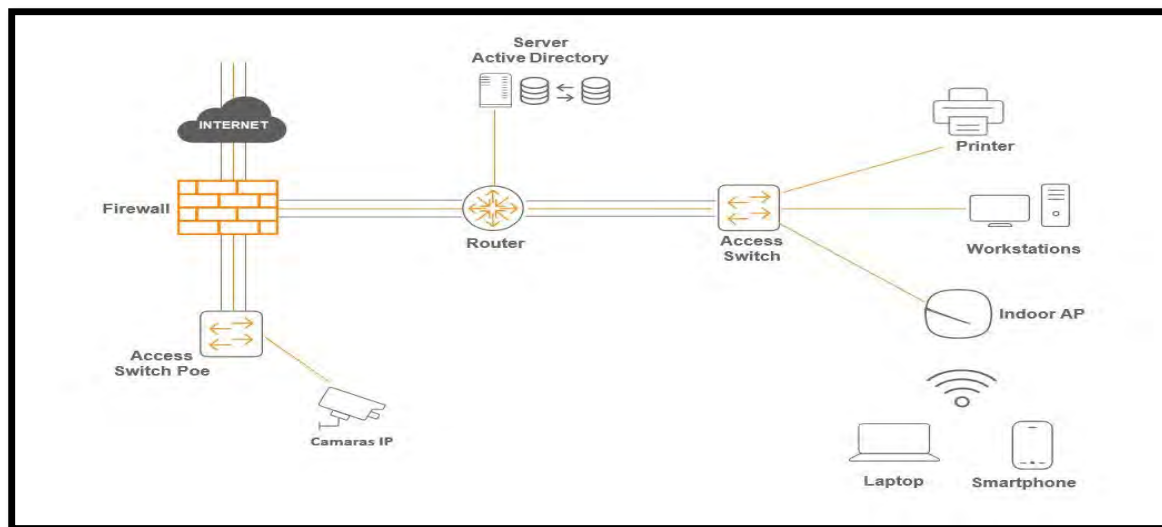 Server
Active Directory
INTERNET
Printer
Firewall
Router
Access
Switch
Workstations
Indoor AP
Access
Switch Poe
Camaras IP
Laptop
Smartphone